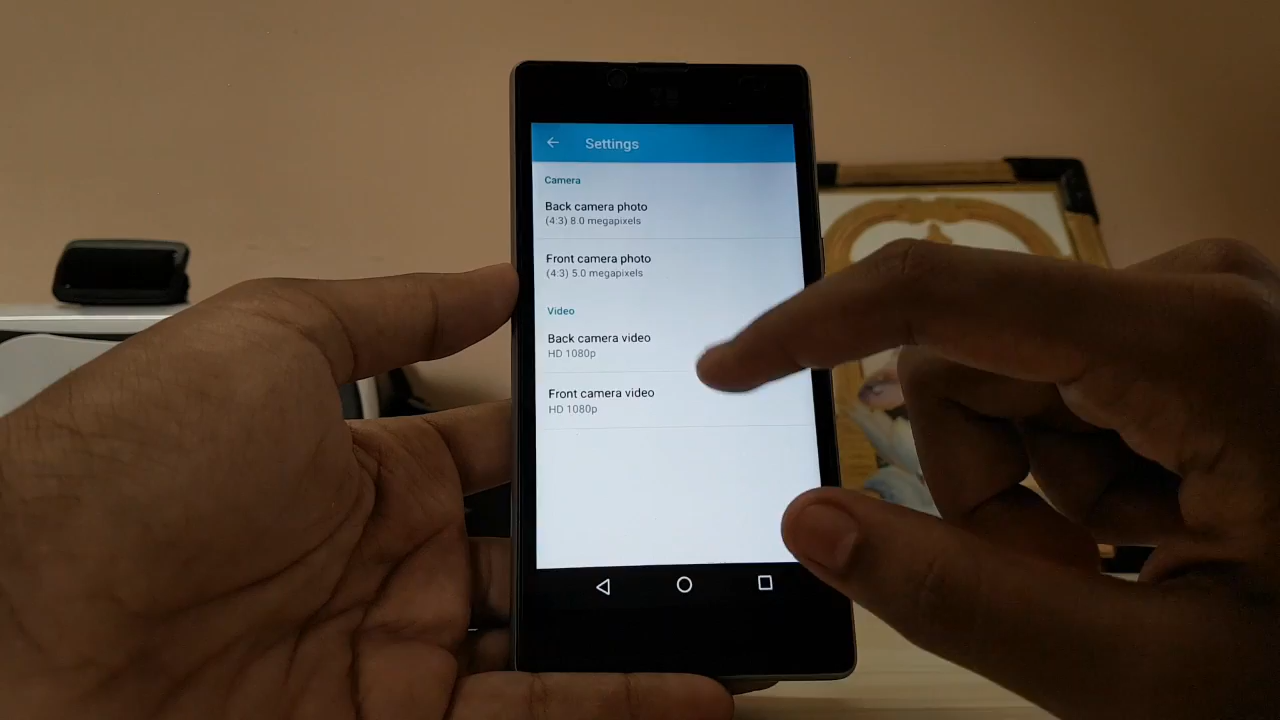 Settings
Camera
Back camera photo
(4:3) 8.0 megapixels
Front camera photo
(4:3) 5.0 megapixels
Video
Back camera video
HD 1080p
Front camera video
HD 1080p